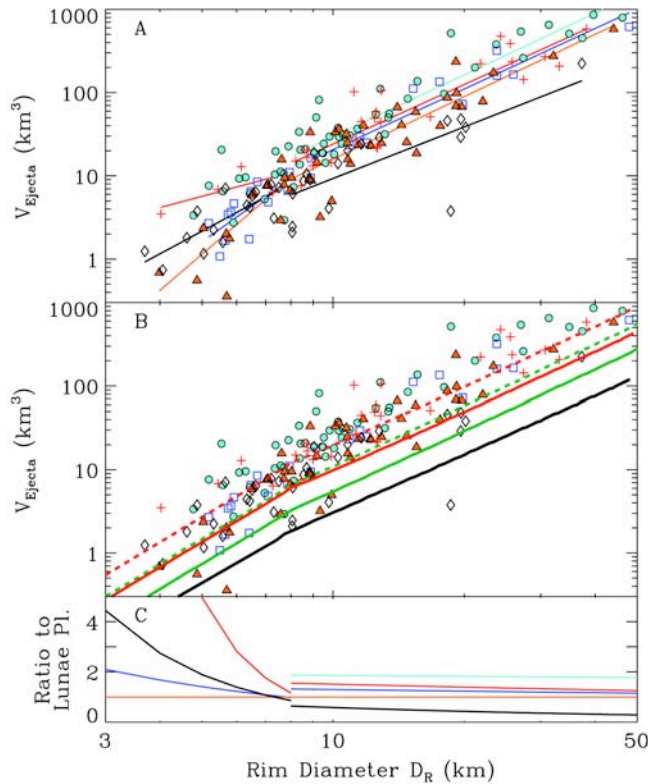 A
1000
100
10
1
V_Ejecta (km³)
B
1000
100
10
1
V_Ejecta (km³)
C
4
2
0
Ratio to
Lunae Pl.
3 10 50
Rim Diameter D_R (km)